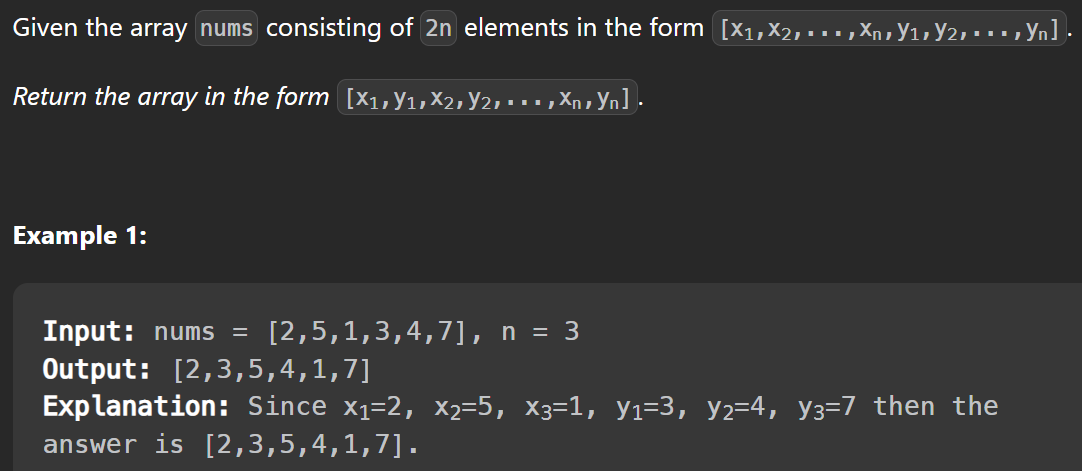 Given the array nums consisting of 2n elements in the form [x₁,x₂,...,xₙ,y₁,y₂,...,yₙ].
Return the array in the form [x₁,y₁,x₂,y₂,...,xₙ,yₙ].
Example 1:
Input: nums = [2,5,1,3,4,7], n = 3
Output: [2,3,5,4,1,7]
Explanation: Since x₁=2, x₂=5, x₃=1, y₁=3, y₂=4, y₃=7 then the
answer is [2,3,5,4,1,7].